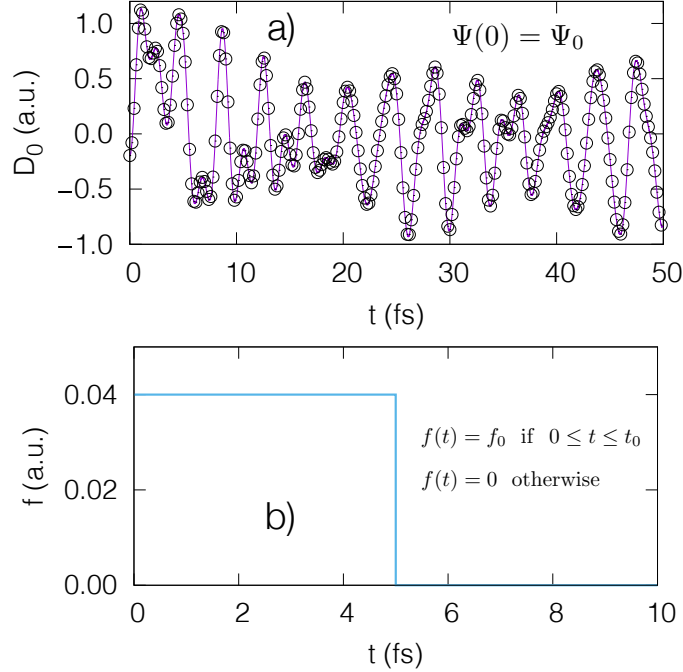 a)
Ψ(0) = Ψ₀
D₀ (a.u.)
1.0
0.5
0.0
−0.5
−1.0
0 10 20 30 40 50
t (fs)
f (a.u.)
0.04
0.02
0.00
f(t) = f₀ if 0 ≤ t ≤ t₀
f(t) = 0 otherwise
b)
0 2 4 6 8 10
t (fs)